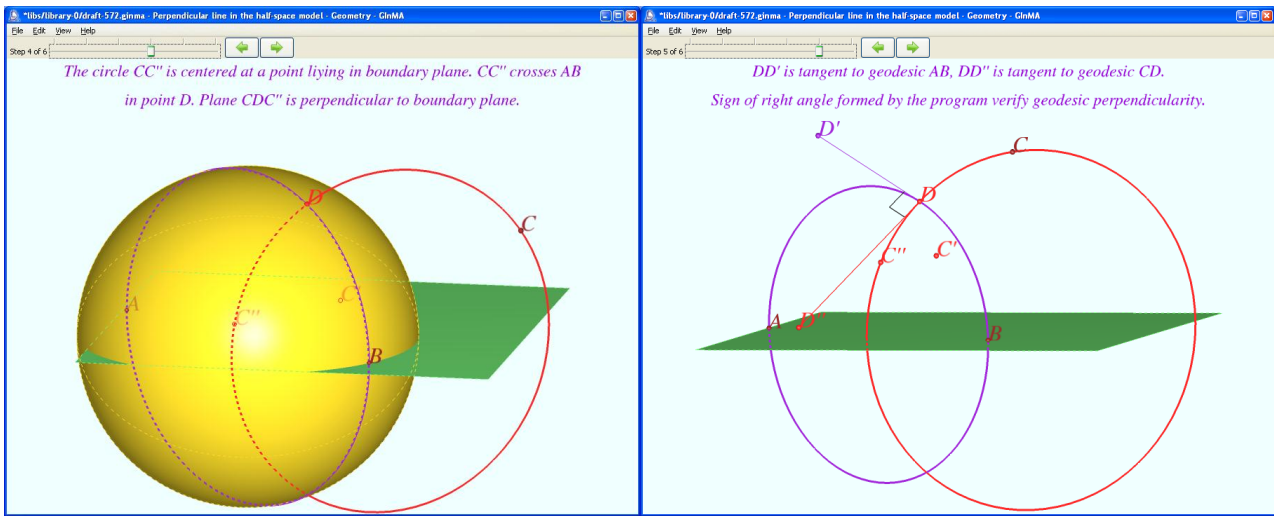 *libs/library-0/draft-572.ginma - Perpendicular line in the half-space model - Geometry - GInMA
File Edit View Help
Step 4 of 6
The circle CC" is centered at a point liying in boundary plane. CC" crosses AB
in point D. Plane CDC" is perpendicular to boundary plane.
D
C
A
C'
C"
B
*libs/library-0/draft-572.ginma - Perpendicular line in the half-space model - Geometry - GInMA
File Edit View Help
Step 5 of 6
DD' is tangent to geodesic AB, DD" is tangent to geodesic CD.
Sign of right angle formed by the program verify geodesic perpendicularity.
D'
C
D
C"
C'
A
D"
B